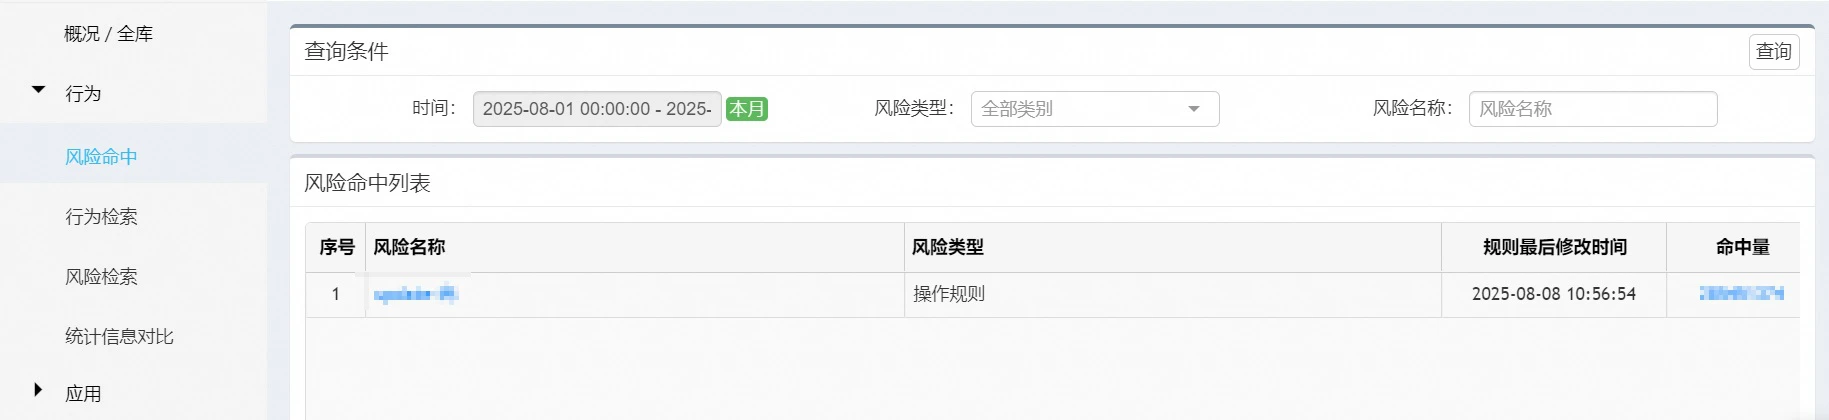 概况 / 全库
行为
风险命中
行为检索
风险检索
统计信息对比
应用
查询条件
查询
时间： 2025-08-01 00:00:00 - 2025- 本月 风险类型： 全部类别 风险名称： 风险名称
风险命中列表
序号 风险名称 风险类型 规则最后修改时间 命中量
1 操作规则 2025-08-08 10:56:54